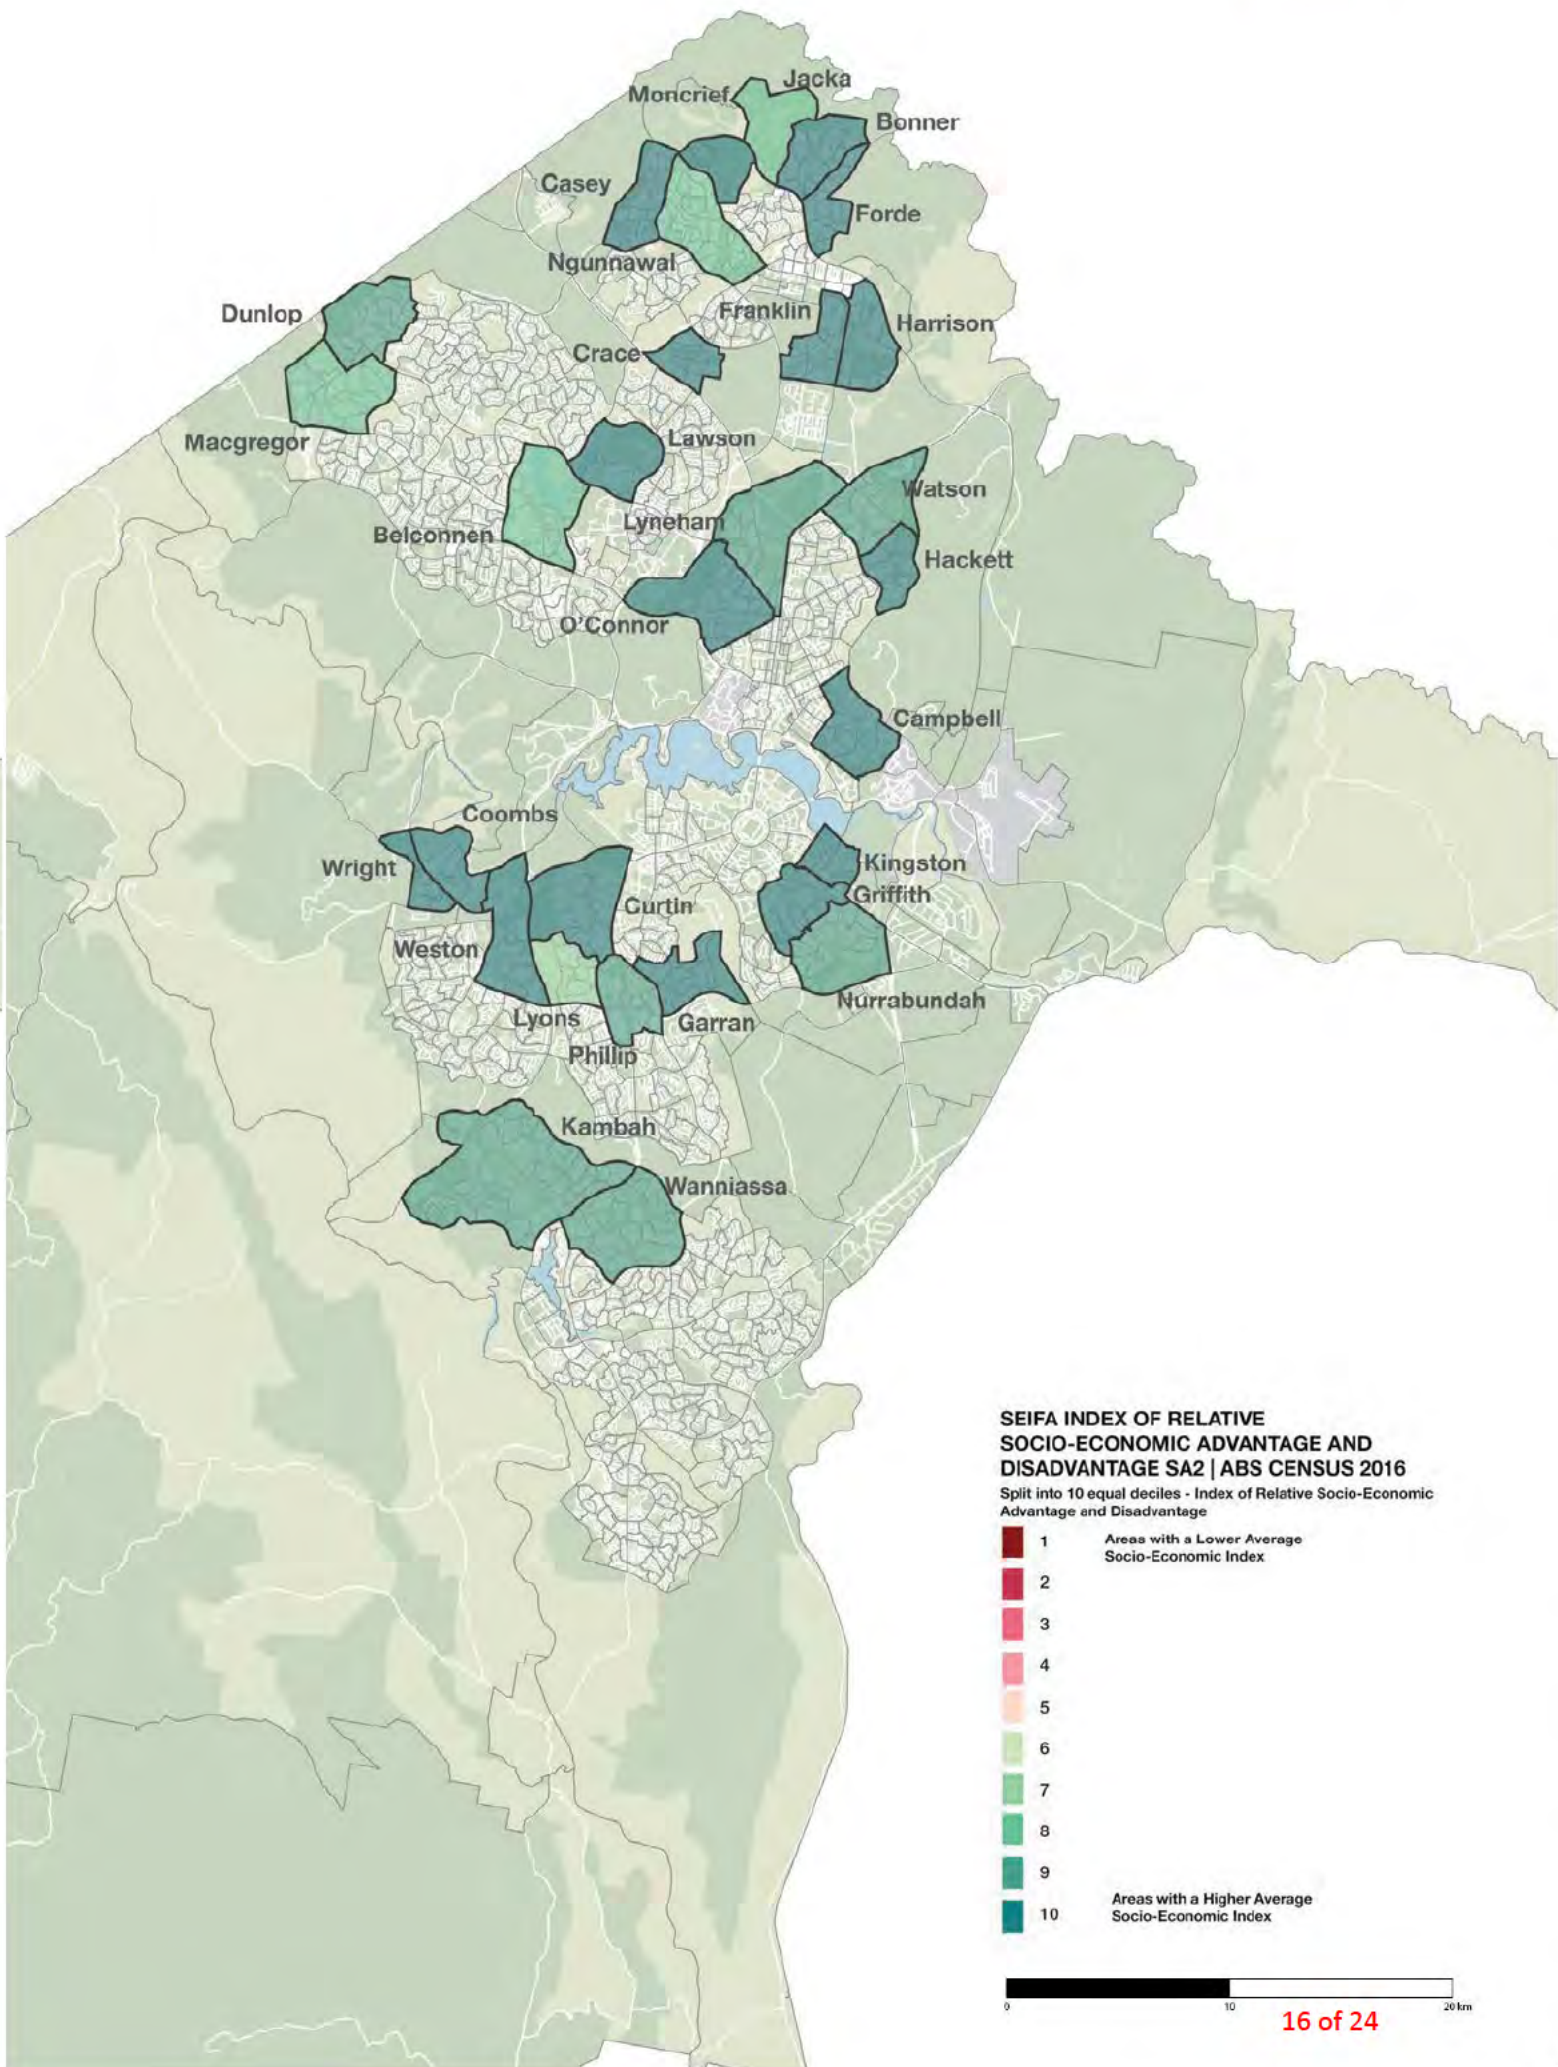 Jacka
Moncrief
Bonner
Casey
Forde
Ngunnawal
Dunlop
Franklin
Harrison
Crace
Macgregor
Lawson
Watson
Lyneham
Belconnen
Hackett
O'Connor
Campbell
Coombs
Wright
Kingston
Griffith
Curtin
Weston
Nurrabundah
Lyons
Garran
Phillip
Kambah
Wanniassa
SEIFA INDEX OF RELATIVE
SOCIO-ECONOMIC ADVANTAGE AND
DISADVANTAGE SA2 | ABS CENSUS 2016
Split into 10 equal deciles - Index of Relative Socio-Economic
Advantage and Disadvantage
1 Areas with a Lower Average
Socio-Economic Index
2
3
4
5
6
7
8
9
Areas with a Higher Average
10 Socio-Economic Index
0 10 20 km
16 of 24